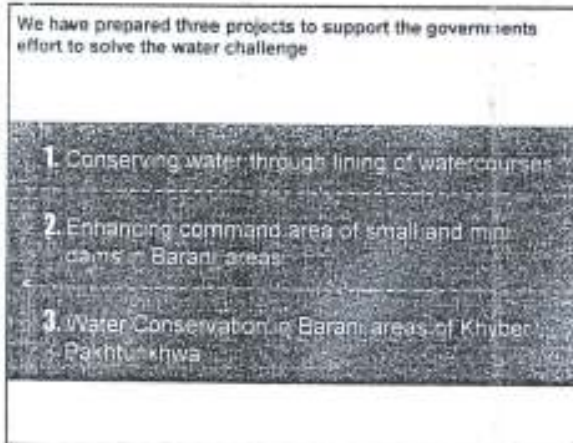 We have prepared three projects to support the governments
effort to solve the water challenge
1. Conserving water through lining of watercourses
2. Enhancing command area of small and mini
dams in Barani areas
3. Water Conservation in Barani areas of Khyber
Pakhtunkhwa